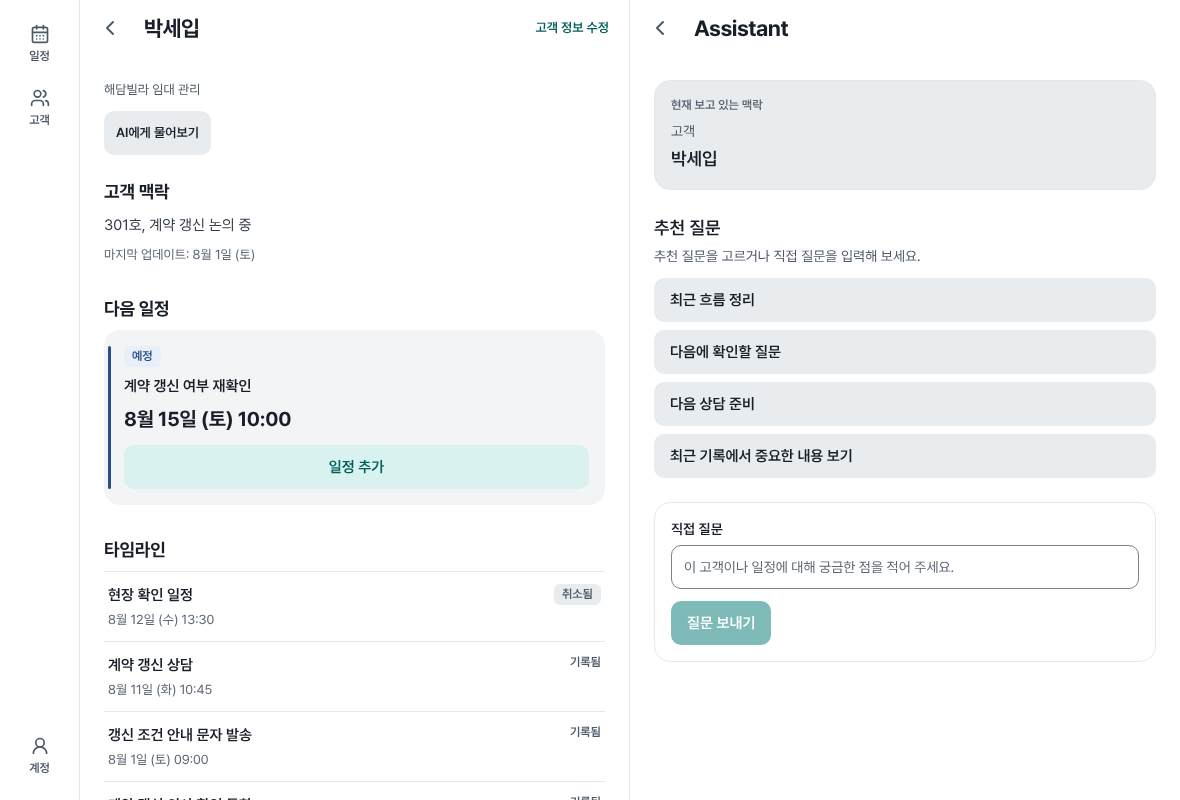 일정
고객
계정
박세입
고객 정보 수정
해담빌라 임대 관리
AI에게 물어보기
고객 맥락
301호, 계약 갱신 논의 중
마지막 업데이트: 8월 1일 (토)
다음 일정
예정
계약 갱신 여부 재확인
8월 15일 (토) 10:00
일정 추가
타임라인
현장 확인 일정
취소됨
8월 12일 (수) 13:30
계약 갱신 상담
기록됨
8월 11일 (화) 10:45
갱신 조건 안내 문자 발송
기록됨
8월 1일 (토) 09:00
Assistant
현재 보고 있는 맥락
고객
박세입
추천 질문
추천 질문을 고르거나 직접 질문을 입력해 보세요.
최근 흐름 정리
다음에 확인할 질문
다음 상담 준비
최근 기록에서 중요한 내용 보기
직접 질문
이 고객이나 일정에 대해 궁금한 점을 적어 주세요.
질문 보내기